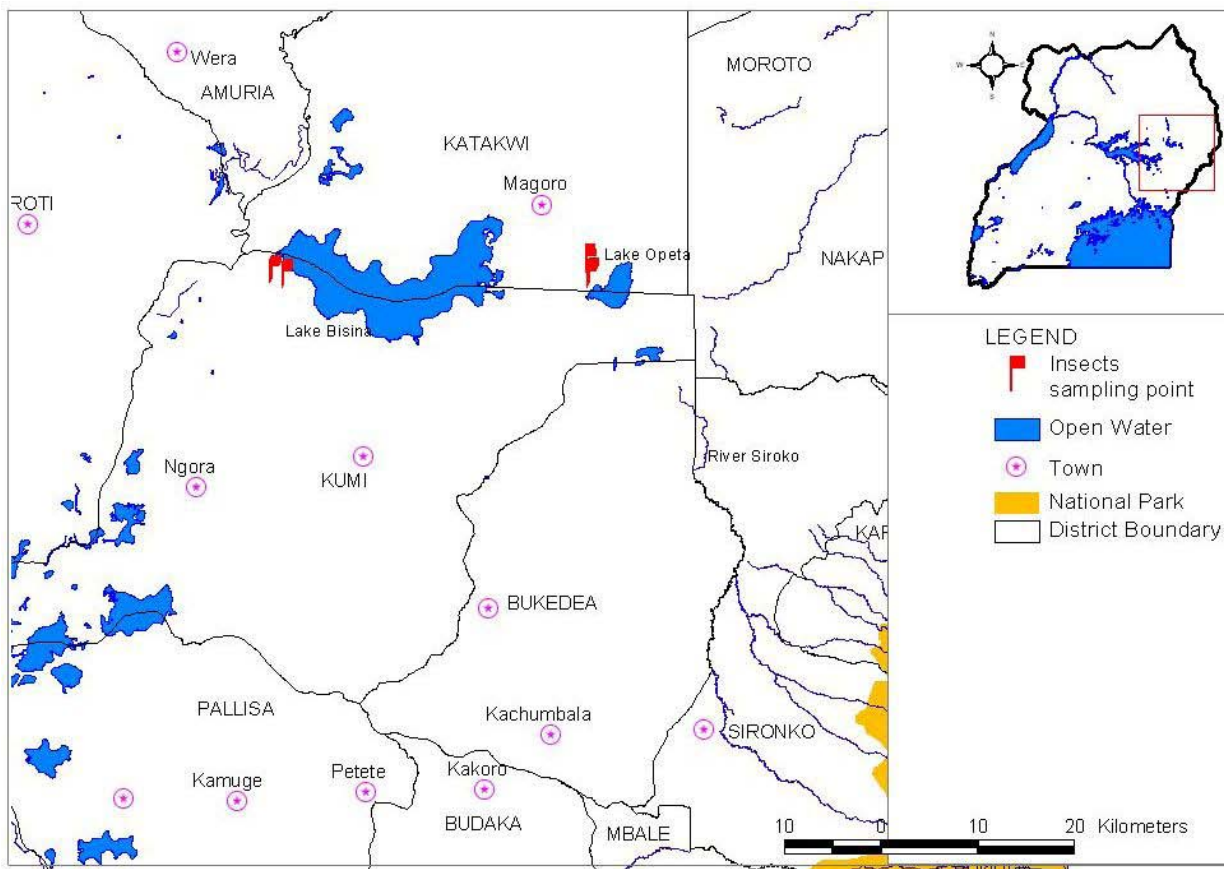 Wera
AMURIA
MOROTO
KATAKWI
Magoro
ROTI
Lake Opeta
NAKAP
Lake Bisina
Ngora
KUMI
River Siroko
KAP
BUKEDEA
PALLISA
Kachumbala
SIRONKO
Kamuge
Petete
Kakoro
BUDAKA
MBALE
N
W
E
S
LEGEND
Insects
sampling point
Open Water
Town
National Park
District Boundary
10 0 10 20 Kilometers